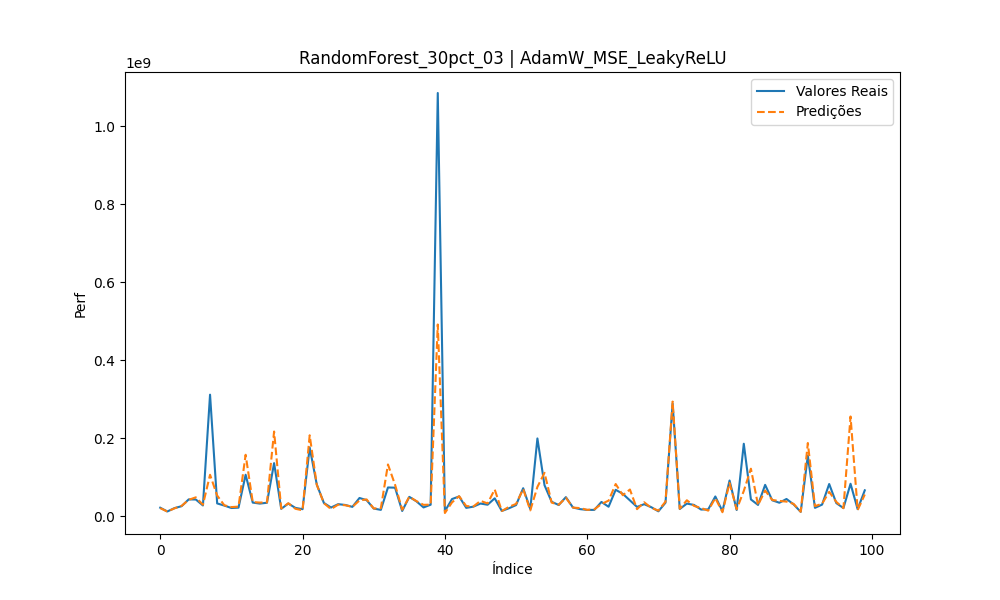 RandomForest_30pct_03 | AdamW_MSE_LeakyReLU
1e9
Valores Reais
Predições
1.0
0.8
0.6
0.4
0.2
0.0
Perf
0
20
40
60
80
100
Índice